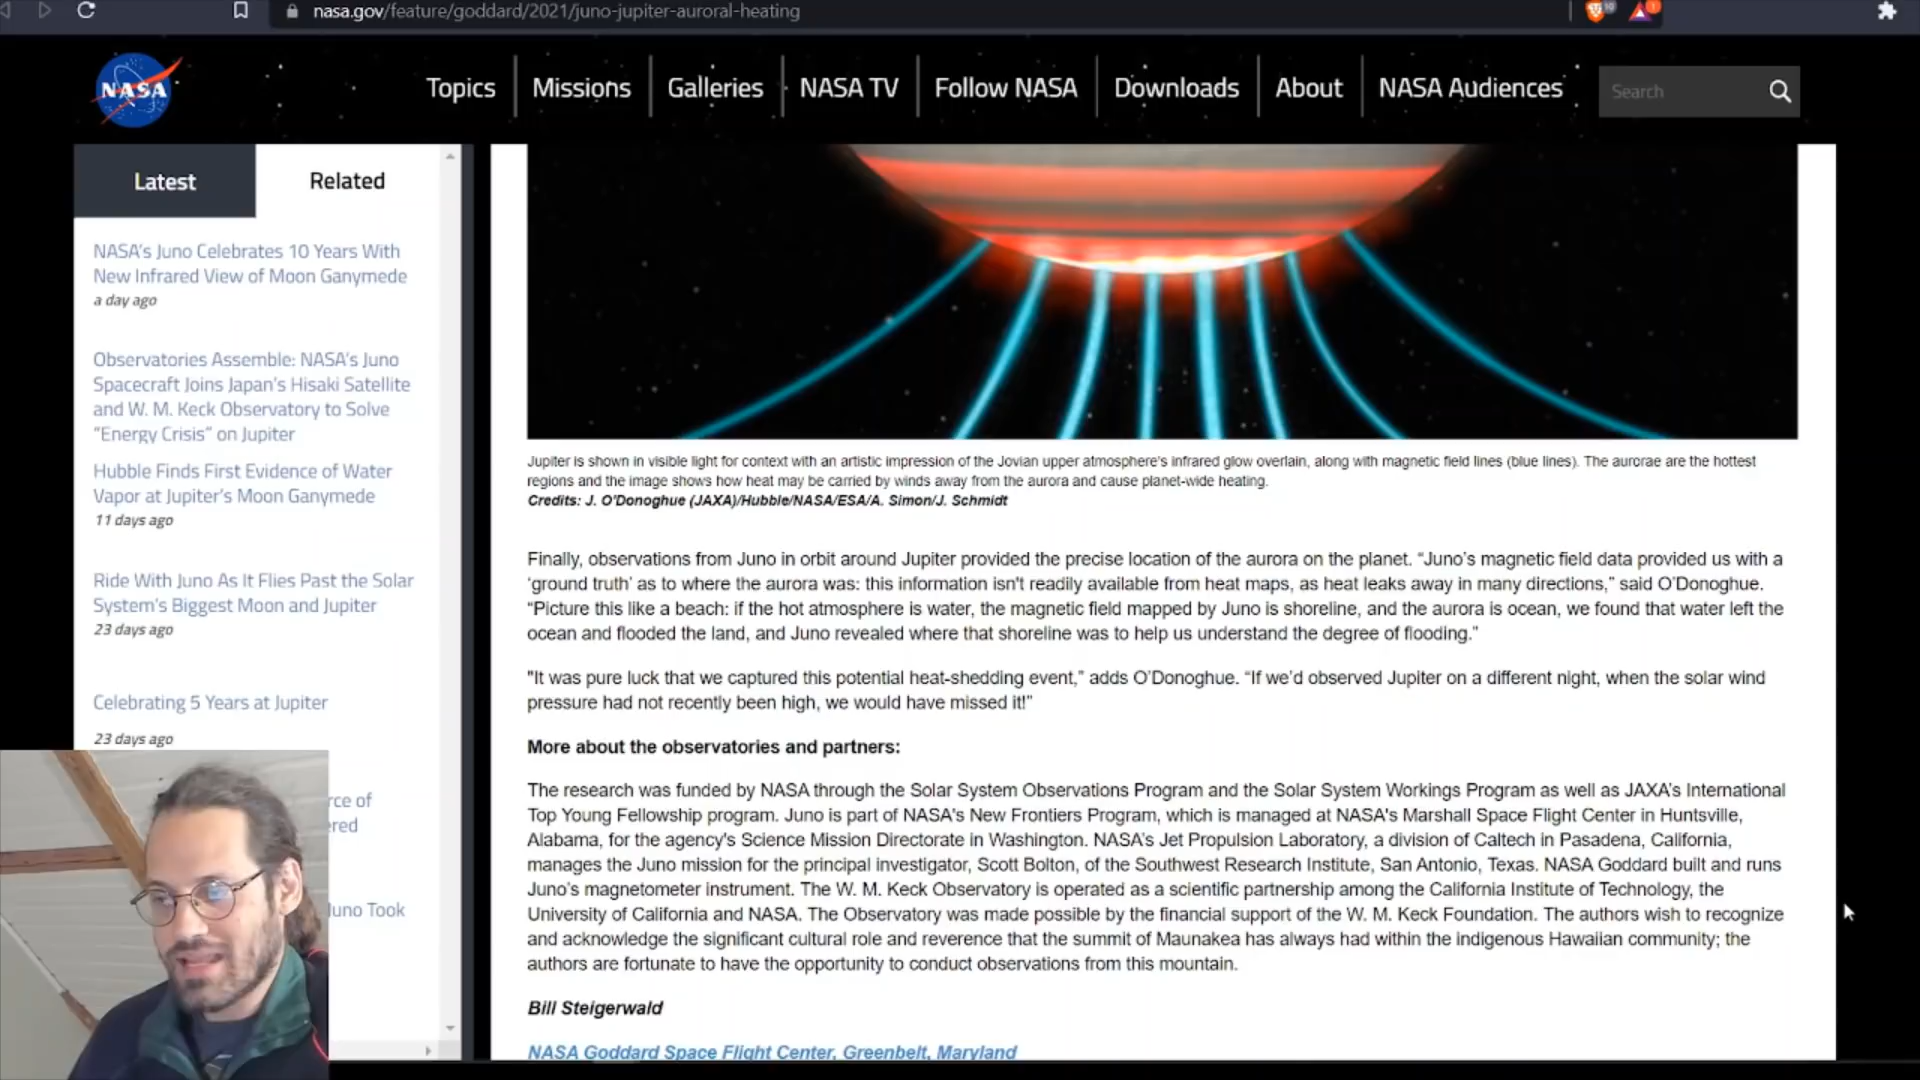 nasa.gov/feature/goddard/2021/juno-jupiter-auroral-heating
NASA
Topics
Missions
Galleries
NASA TV
Follow NASA
Downloads
About
NASA Audiences
Search
Latest
Related
NASA's Juno Celebrates 10 Years With
New Infrared View of Moon Ganymede
a day ago
Observatories Assemble: NASA's Juno
Spacecraft Joins Japan's Hisaki Satellite
and W. M. Keck Observatory to Solve
“Energy Crisis” on Jupiter
Hubble Finds First Evidence of Water
Vapor at Jupiter's Moon Ganymede
11 days ago
Ride With Juno As It Flies Past the Solar
System's Biggest Moon and Jupiter
23 days ago
Celebrating 5 Years at Jupiter
23 days ago
rce of
ered
Juno Took
Jupiter is shown in visible light for context with an artistic impression of the Jovian upper atmosphere's infrared glow overlain, along with magnetic field lines (blue lines). The aurorae are the hottest
regions and the image shows how heat may be carried by winds away from the aurora and cause planet-wide heating.
Credits: J. O'Donoghue (JAXA)/Hubble/NASA/ESA/A. Simon/J. Schmidt
Finally, observations from Juno in orbit around Jupiter provided the precise location of the aurora on the planet. “Juno's magnetic field data provided us with a
‘ground truth’ as to where the aurora was: this information isn't readily available from heat maps, as heat leaks away in many directions,” said O’Donoghue.
“Picture this like a beach: if the hot atmosphere is water, the magnetic field mapped by Juno is shoreline, and the aurora is ocean, we found that water left the
ocean and flooded the land, and Juno revealed where that shoreline was to help us understand the degree of flooding.”
"It was pure luck that we captured this potential heat-shedding event,” adds O’Donoghue. “If we’d observed Jupiter on a different night, when the solar wind
pressure had not recently been high, we would have missed it!”
More about the observatories and partners:
The research was funded by NASA through the Solar System Observations Program and the Solar System Workings Program as well as JAXA’s International
Top Young Fellowship program. Juno is part of NASA's New Frontiers Program, which is managed at NASA's Marshall Space Flight Center in Huntsville,
Alabama, for the agency's Science Mission Directorate in Washington. NASA’s Jet Propulsion Laboratory, a division of Caltech in Pasadena, California,
manages the Juno mission for the principal investigator, Scott Bolton, of the Southwest Research Institute, San Antonio, Texas. NASA Goddard built and runs
Juno’s magnetometer instrument. The W. M. Keck Observatory is operated as a scientific partnership among the California Institute of Technology, the
University of California and NASA. The Observatory was made possible by the financial support of the W. M. Keck Foundation. The authors wish to recognize
and acknowledge the significant cultural role and reverence that the summit of Maunakea has always had within the indigenous Hawaiian community; the
authors are fortunate to have the opportunity to conduct observations from this mountain.
Bill Steigerwald
NASA Goddard Space Flight Center, Greenbelt, Maryland